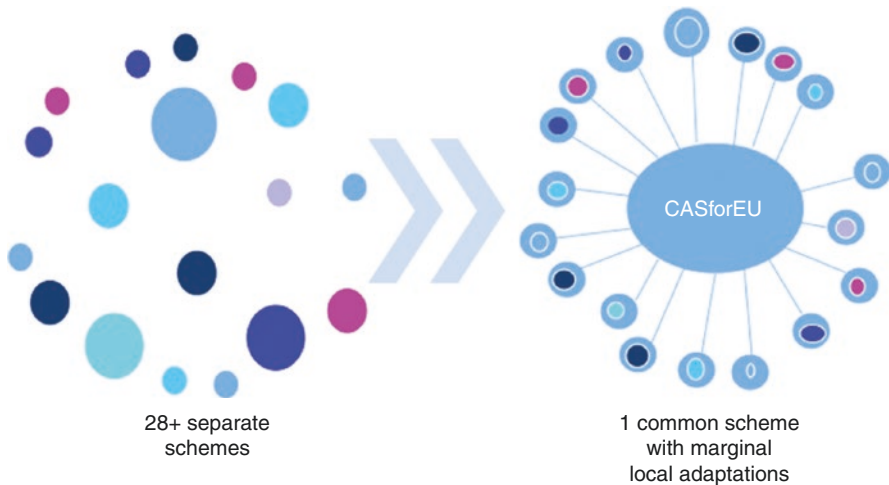 CASforEU
28+ separate
schemes
1 common scheme
with marginal
local adaptations